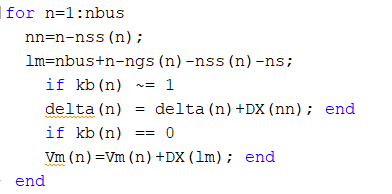 for n=1:nbus
nn=n-nss(n);
lm=nbus+n-ngs(n)-nss(n)-ns;
if kb(n) ~= 1
delta(n) = delta(n)+DX(nn); end
if kb(n) == 0
Vm(n)=Vm(n)+DX(lm); end
end